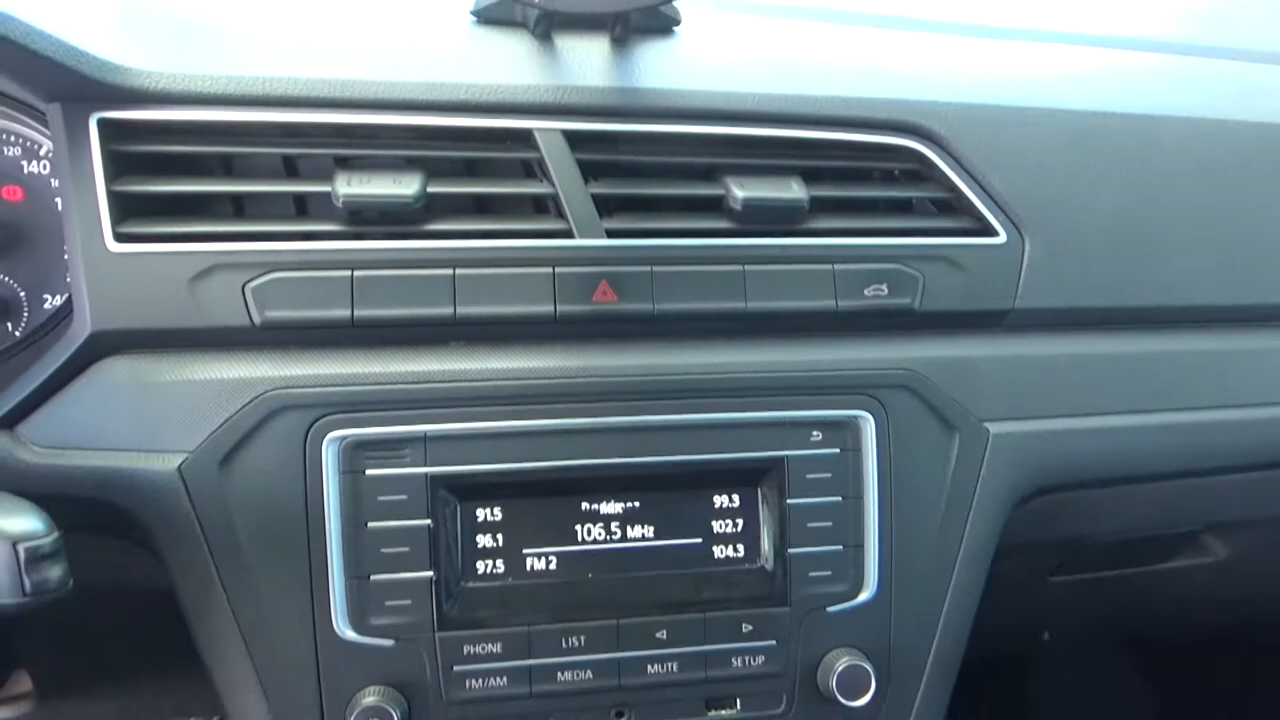 120
140
91.5
96.1
97.5
106.5 MHz
FM 2
99.3
102.7
104.3
PHONE
LIST
FM/AM
MEDIA
MUTE
SETUP